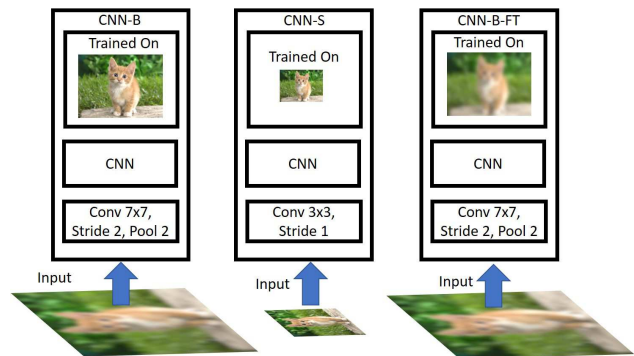 CNN-B
Trained On
CNN
Conv 7x7,
Stride 2, Pool 2
Input
CNN-S
Trained On
CNN
Conv 3x3,
Stride 1
Input
CNN-B-FT
Trained On
CNN
Conv 7x7,
Stride 2, Pool 2
Input